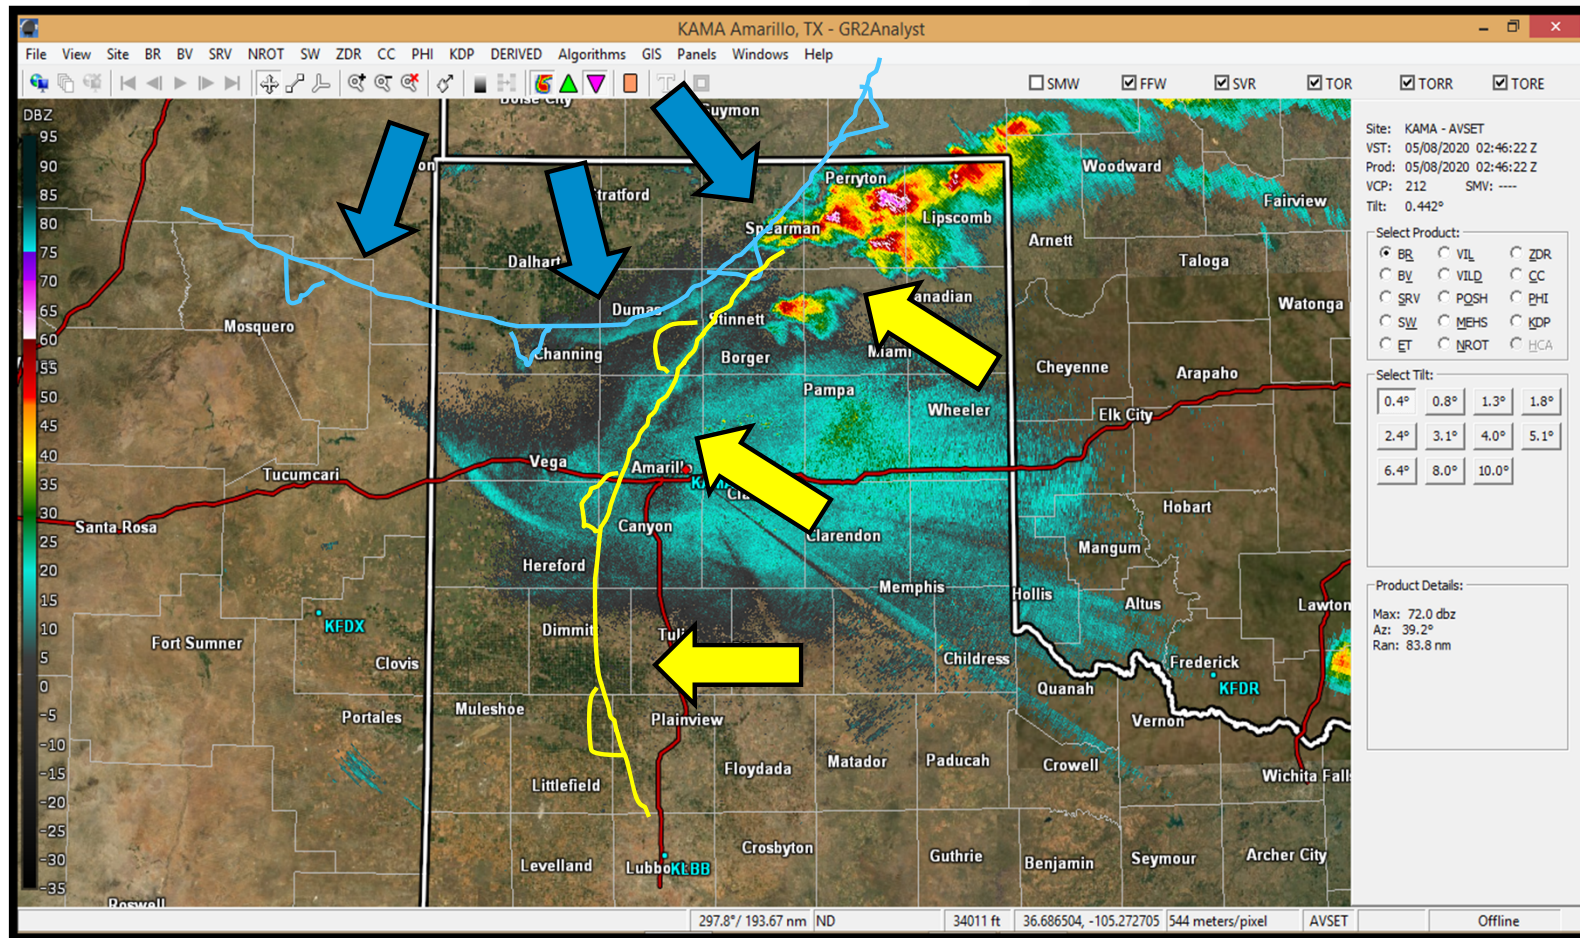 KAMA Amarillo, TX - GR2Analyst
File View Site BR BV SRV NROT SW ZDR CC PHI KDP DERIVED Algorithms GIS Panels Windows Help
SMW FFW SVR TOR TORR TORE
DBZ
95
90
85
80
75
70
65
60
55
50
45
40
35
30
25
20
15
10
5
0
-5
-10
-15
-20
-25
-30
-35
Boise City
Guymon
Perryton
Woodward
Fairview
Lipscomb
Spearman
Arnett
Taloga
Dalhart
Dumas
Stinnett
anadian
Watonga
Mosquero
Channing
Borger
Miami
Cheyenne
Arapaho
Pampa
Wheeler
Elk City
Vega
Amarillo
Tucumcari
Cla
Santa Rosa
Canyon
Clarendon
Hobart
Hereford
Mangum
Memphis
Hollis
Altus
Lawton
KFDX
Fort Sumner
Dimmit
Tuli
Clovis
Childress
Frederick
KFDR
Quanah
Portales
Muleshoe
Plainview
Vernon
Floydada
Matador
Paducah
Crowell
Wichita Fall
Littlefield
Crosbyton
Levelland
Lubbo
KLBB
Guthrie
Benjamin
Seymour
Archer City
Roswell
Site: KAMA - AVSET
VST: 05/08/2020 02:46:22 Z
Prod: 05/08/2020 02:46:22 Z
VCP: 212 SMV: ----
Tilt: 0.442°
Select Product:
BR VIL ZDR
BV VILD CC
SRV POSH PHI
SW MEHS KDP
ET NROT HCA
Select Tilt:
0.4° 0.8° 1.3° 1.8°
2.4° 3.1° 4.0° 5.1°
6.4° 8.0° 10.0°
Product Details:
Max: 72.0 dbz
Az: 39.2°
Ran: 83.8 nm
297.8°/ 193.67 nm ND 34011 ft 36.686504, -105.272705 544 meters/pixel AVSET Offline